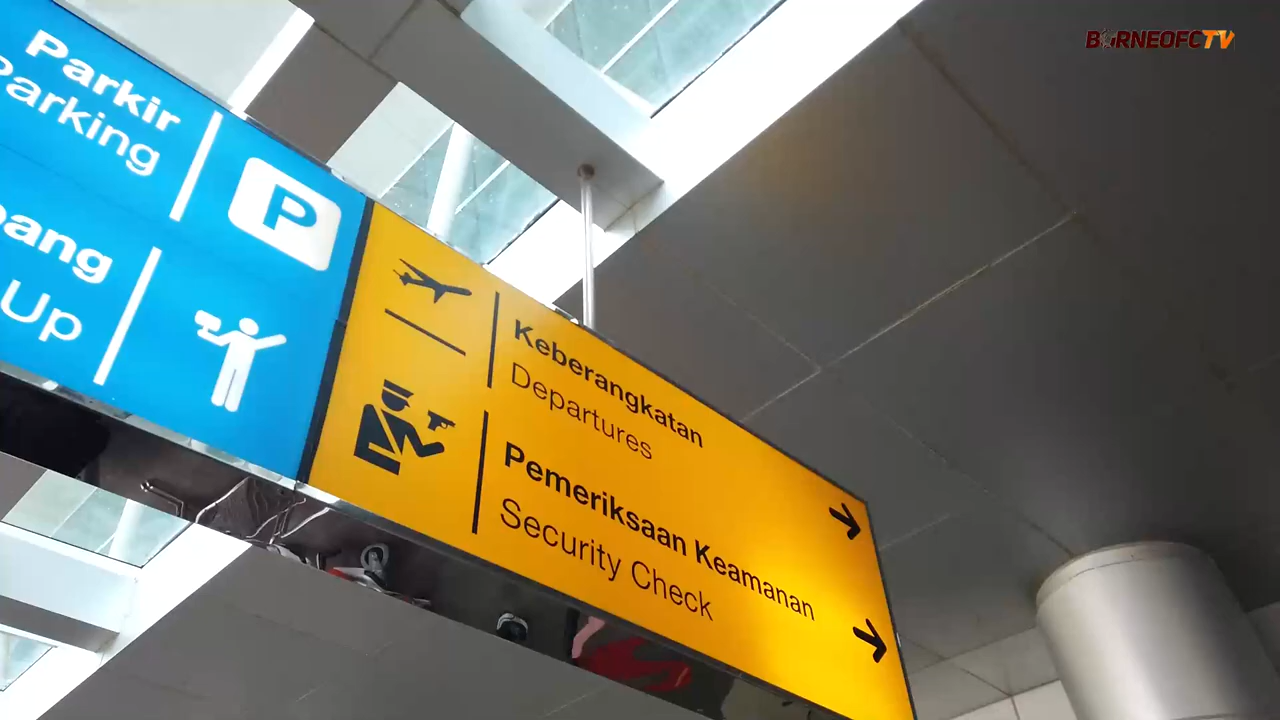 Parkir
Parking
Up
P
Keberangkatan
Departures
Pemeriksaan Keamanan
Security Check
BORNEOFCTV